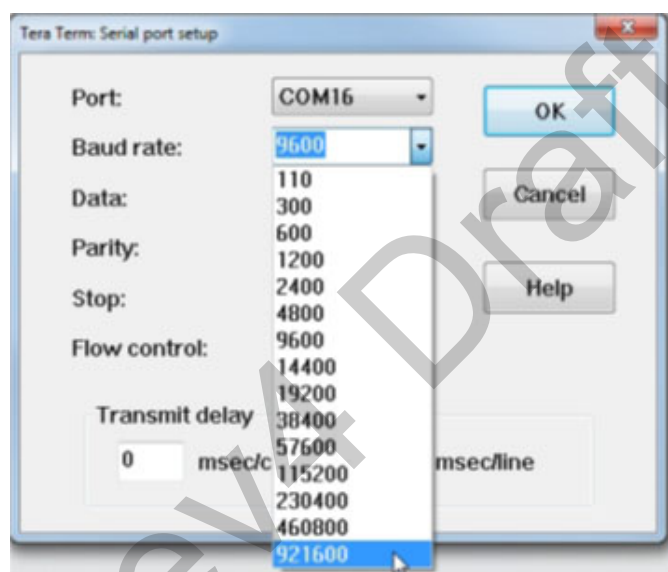 Tera Term: Serial port setup
Port: COM16 OK
Baud rate: 9600
110
Data: 300 Cancel
600
Parity: 1200
2400 Help
Stop: 4800
9600
Flow control: 14400
19200
Transmit delay 38400
57600
0 msec/c 115200 msec/line
230400
460800
921600
ev4 Draft